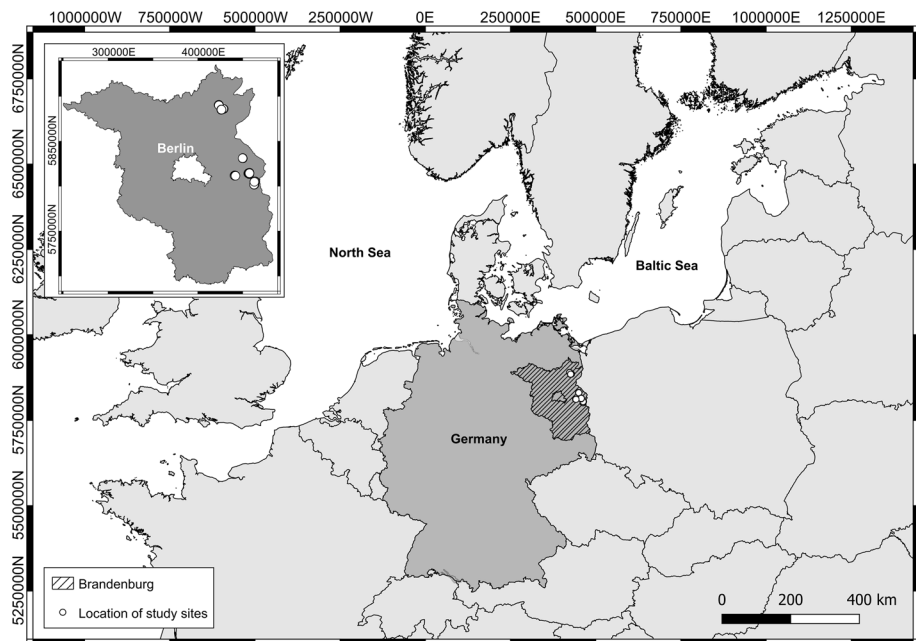 1000000W 750000W 500000W 250000W 0E 250000E 500000E 750000E 1000000E 1250000E
300000E 400000E
5850000N
5750000N
Berlin
6750000N
6500000N
6250000N
6000000N
5750000N
5500000N
5250000N
North Sea
Baltic Sea
Germany
Brandenburg
Location of study sites
0 200 400 km